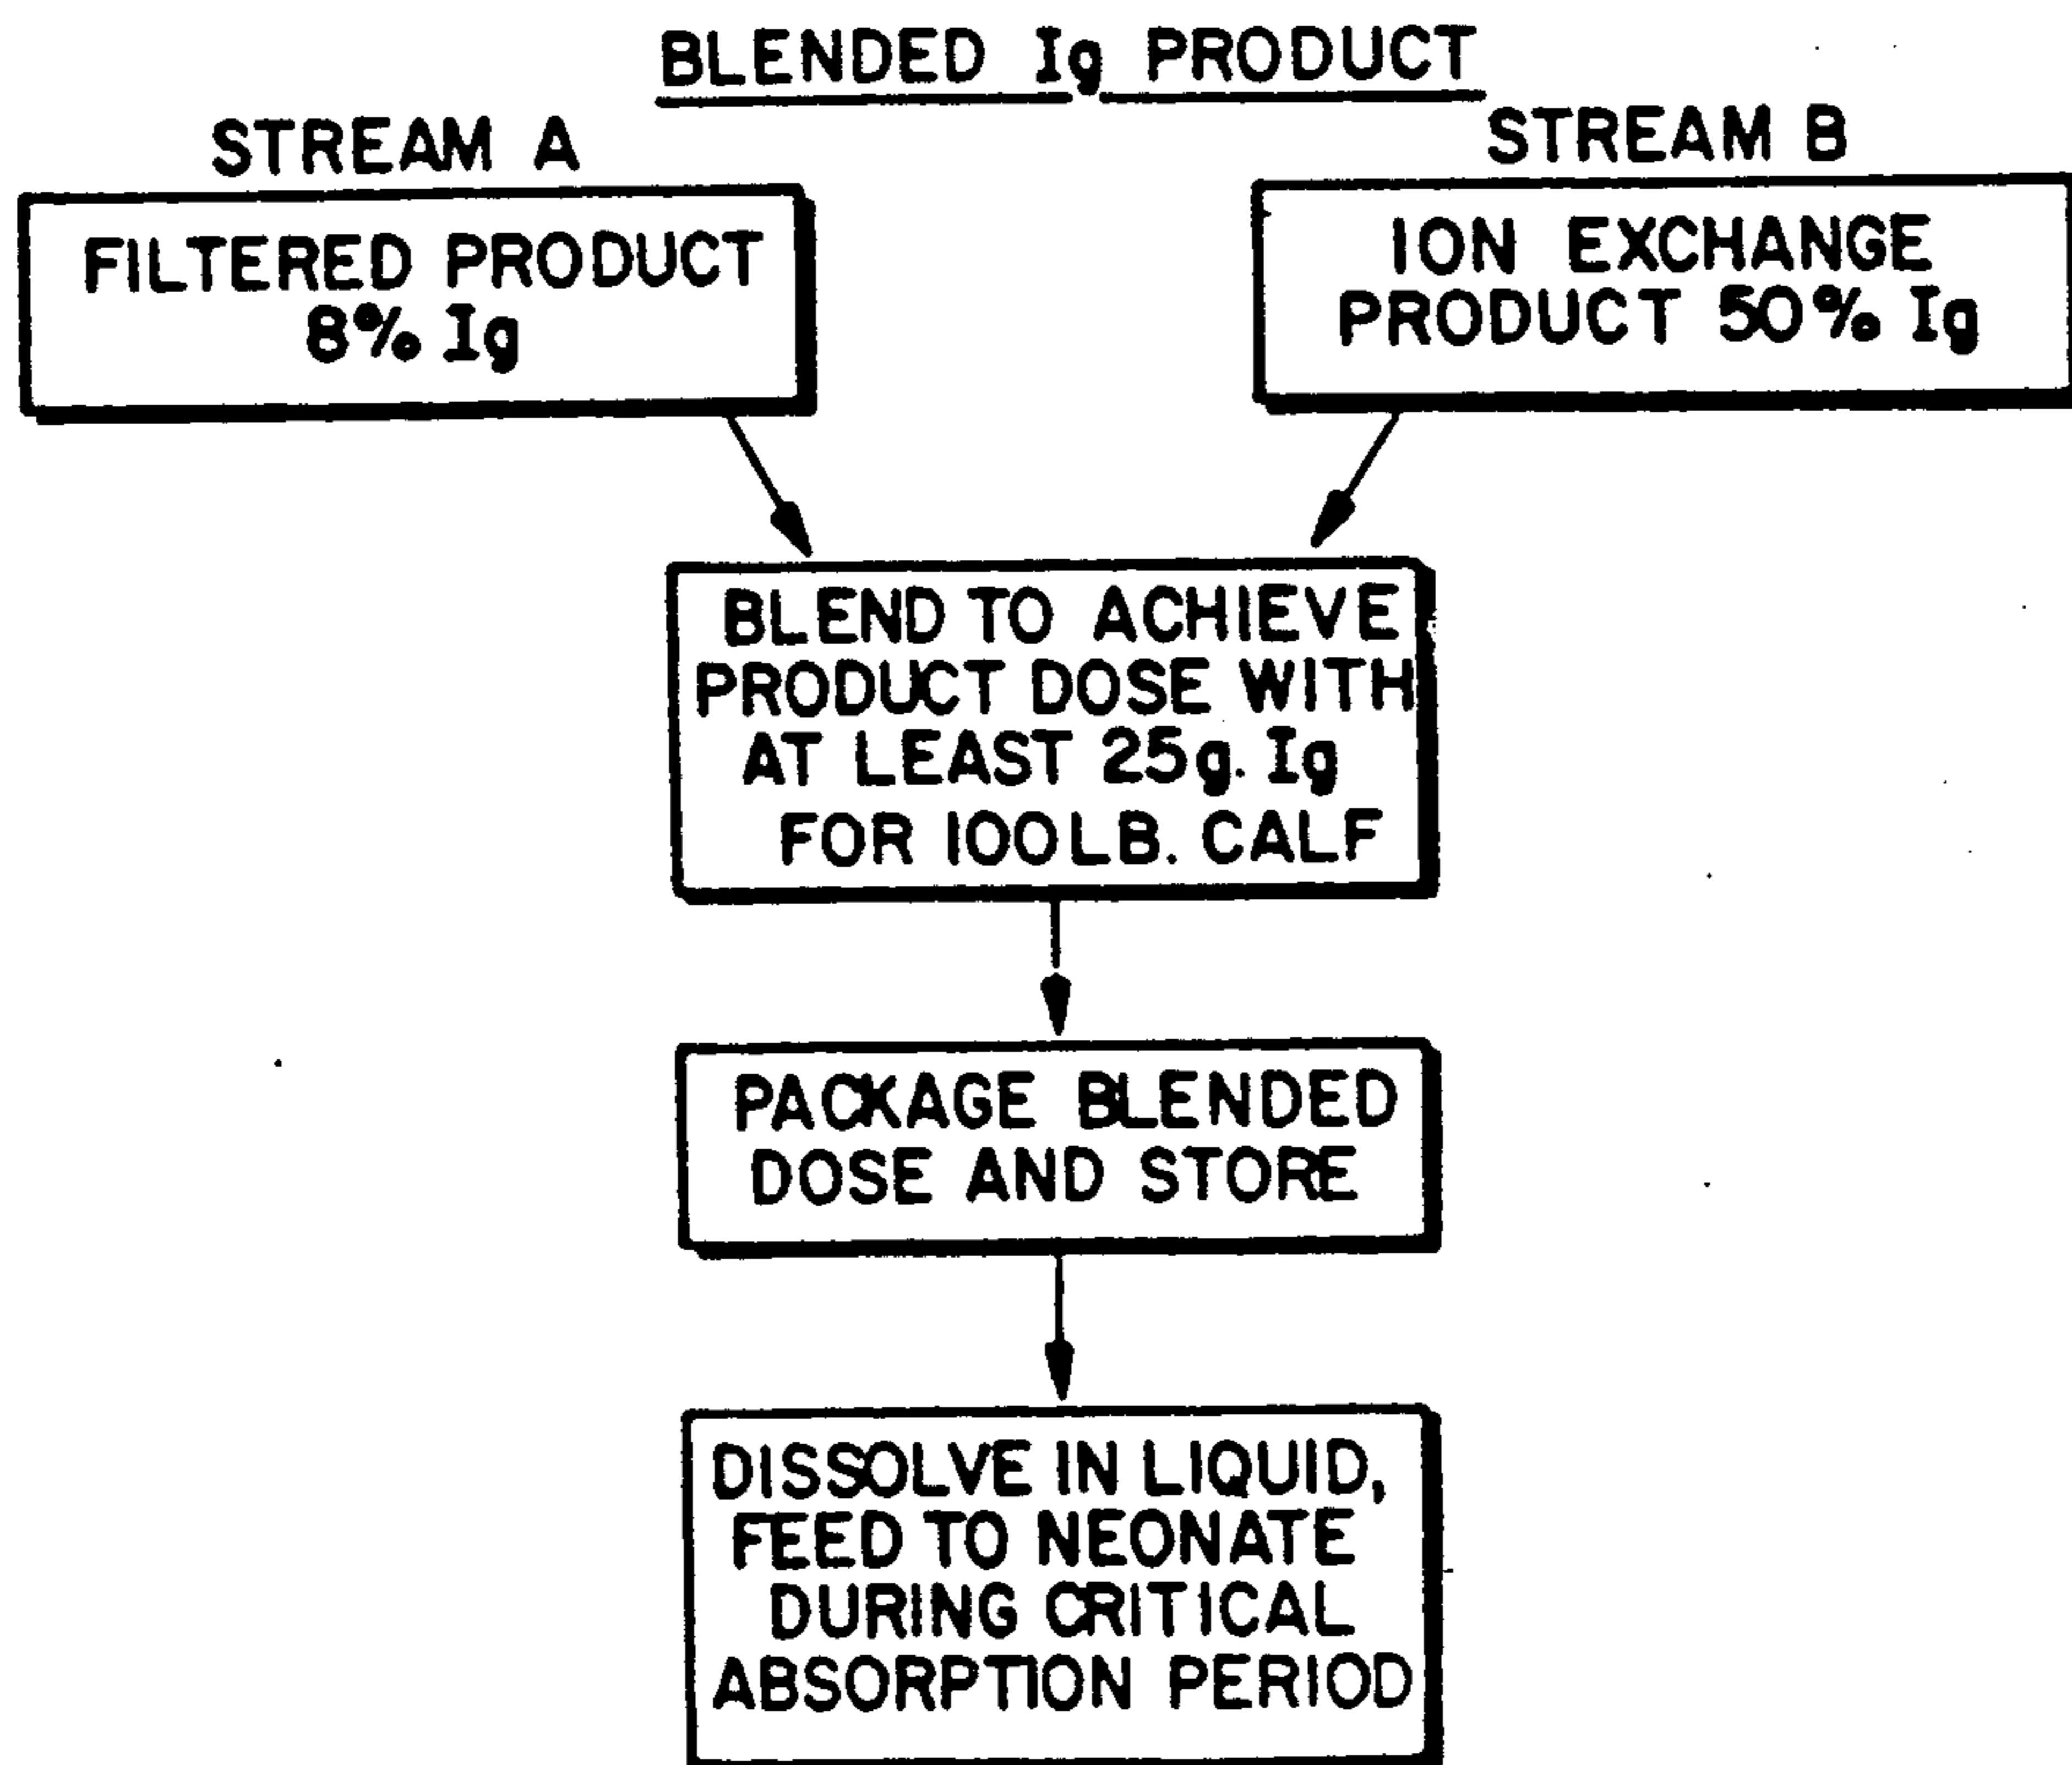 BLENDED Ig PRODUCT
STREAM A
FILTERED PRODUCT
8% Ig
STREAM B
ION EXCHANGE
PRODUCT 50% Ig
BLEND TO ACHIEVE
PRODUCT DOSE WITH
AT LEAST 25g. Ig
FOR 100LB. CALF
PACKAGE BLENDED
DOSE AND STORE
DISSOLVE IN LIQUID,
FEED TO NEONATE
DURING CRITICAL
ABSORPTION PERIOD